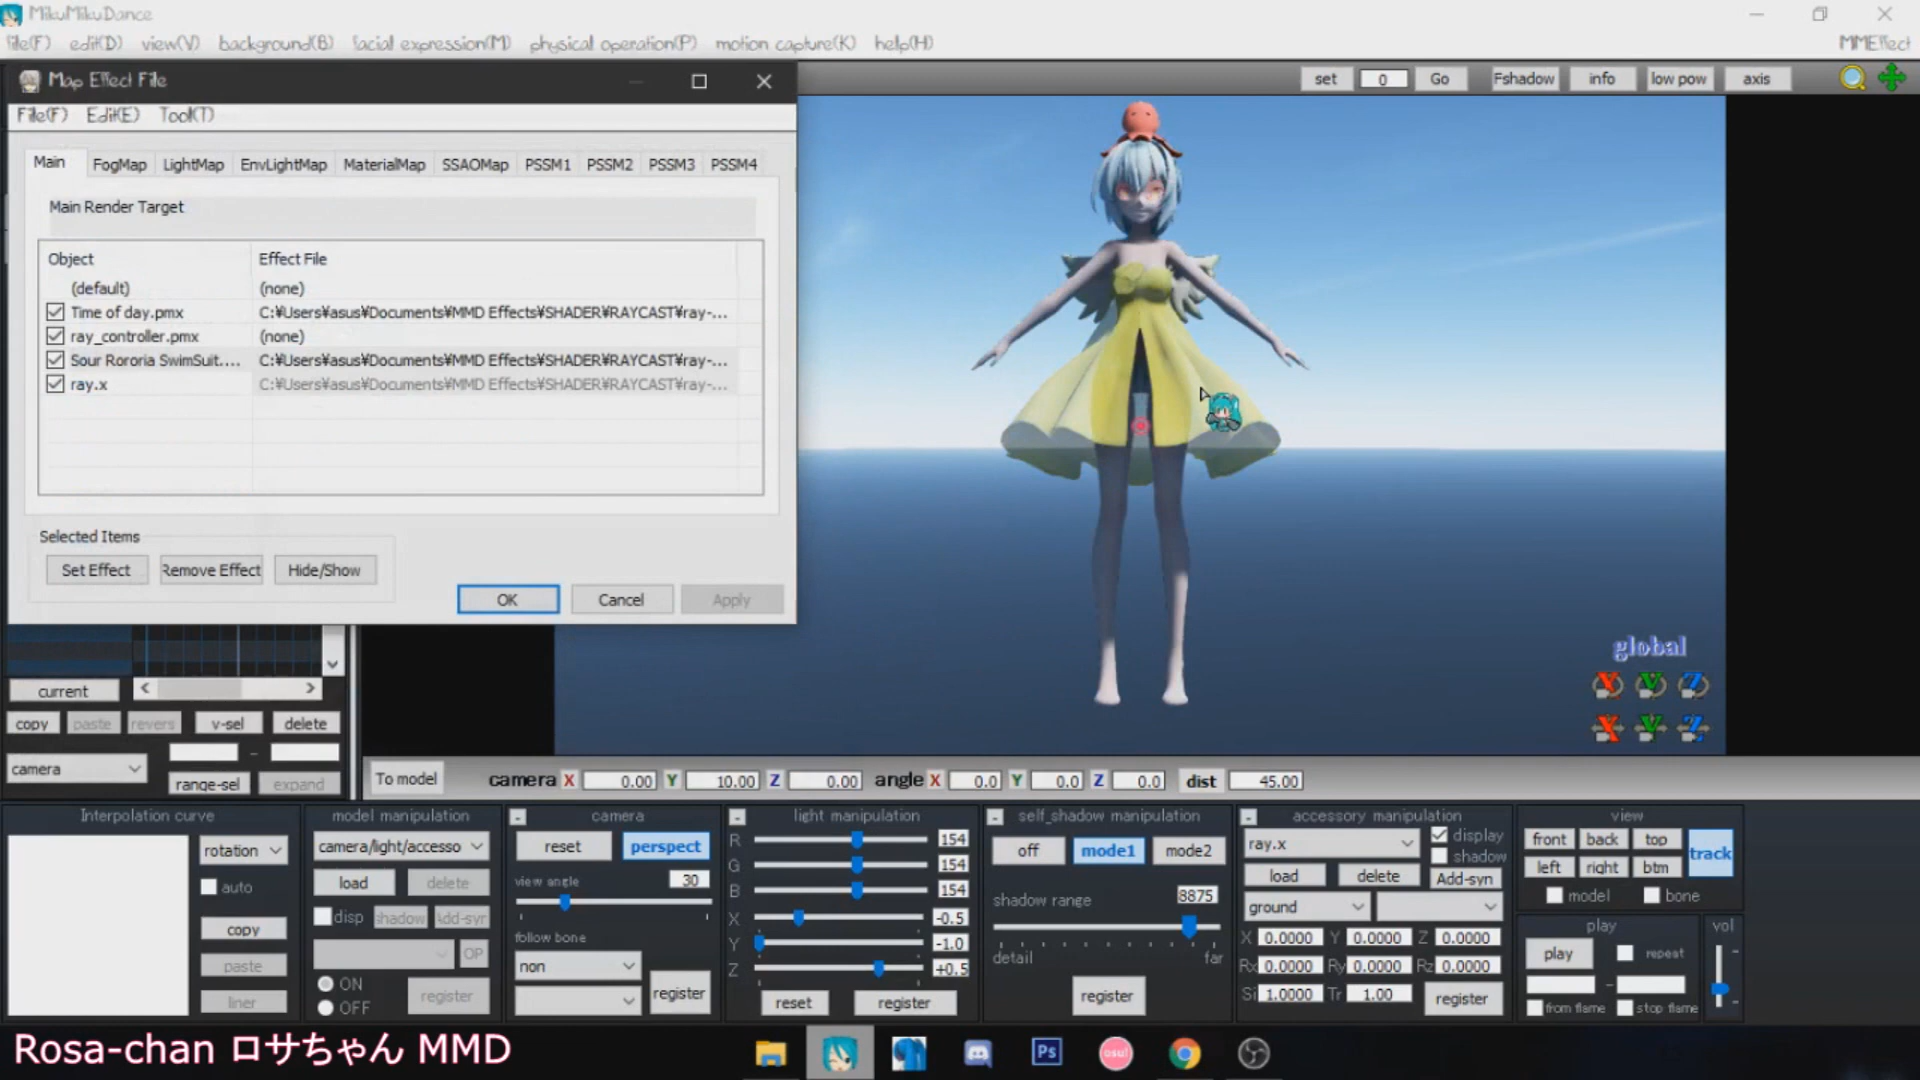 MikuMikuDance
file(F) edit(D) view(V) background(B) facial expression(M) physical operation(P) motion capture(K) help(H) MMEffect
Map Effect File
File(F) Edit(E) Tool(T)
set 0 Go Fshadow info low pow axis
Main FogMap LightMap EnvLightMap MaterialMap SSAOMap PSSM1 PSSM2 PSSM3 PSSM4
Main Render Target
Object Effect File
(default) (none)
Time of day.pmx C:¥Users¥asus¥Documents¥MMD Effects¥SHADER¥RAYCAST¥ray-...
ray_controller.pmx (none)
Sour Rororia SwimSuit.... C:¥Users¥asus¥Documents¥MMD Effects¥SHADER¥RAYCAST¥ray-...
ray.x C:¥Users¥asus¥Documents¥MMD Effects¥SHADER¥RAYCAST¥ray-...
Selected Items
Set Effect Remove Effect Hide/Show
OK Cancel Apply
global
X Y Z
X Y Z
current
copy paste revers v-sel delete
-
camera
range-sel expand
To model camera X 0.00 Y 10.00 Z 0.00 angle X 0.0 Y 0.0 Z 0.0 dist 45.00
Interpolation curve
rotation
auto
copy
paste
liner
model manipulation
camera/light/accesso
load delete
disp shadow Add-syr
OP
ON
OFF
register
- camera
reset perspect
view angle 30
follow bone
non
register
- light manipulation
R 154
G 154
B 154
X -0.5
Y -1.0
Z +0.5
reset register
- self_shadow manipulation
off mode1 mode2
shadow range 8875
detail far
register
- accessory manipulation
ray.x display
shadow
load delete Add-syn
ground
X 0.0000 Y 0.0000 Z 0.0000
Rx 0.0000 Ry 0.0000 Rz 0.0000
Si 1.0000 Tr 1.00 register
view
front back top
left right btm
track
model bone
play
play repeat
-
from flame stop flame
vol
Rosa-chan ロサちゃん MMD
Ps
osu!